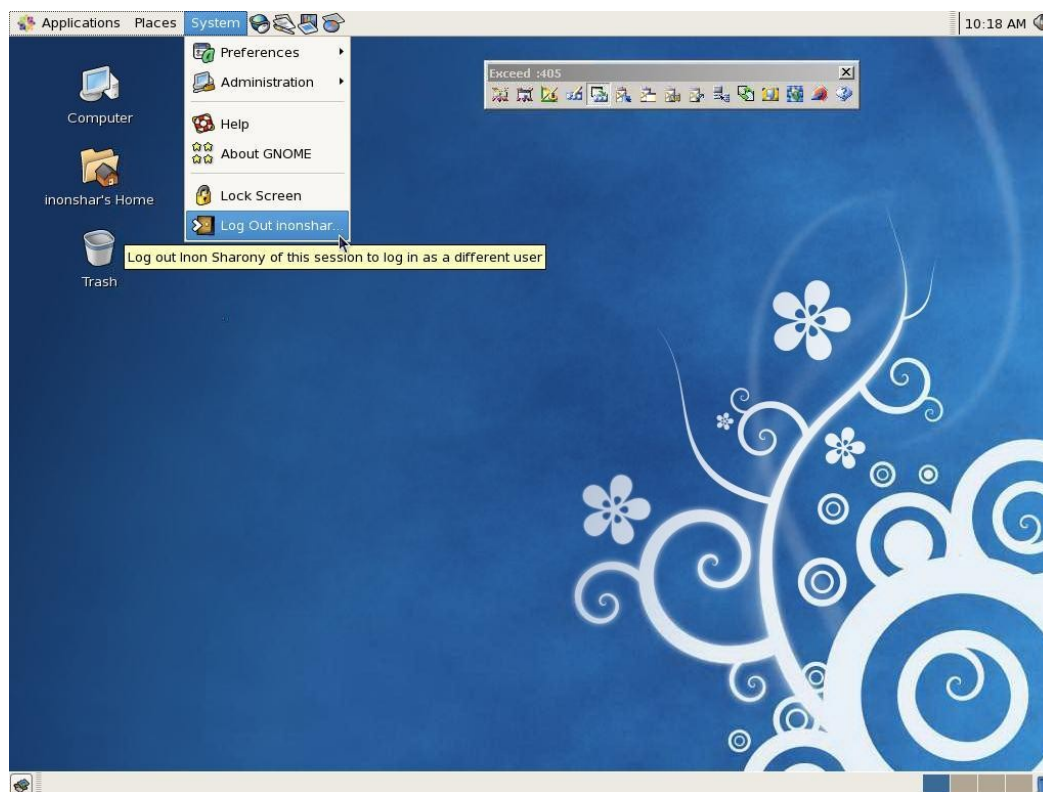 Applications Places System
10:18 AM
Preferences
Administration
Help
About GNOME
Lock Screen
Log Out inonshar...
Log out Inon Sharony of this session to log in as a different user
Computer
inonshar's Home
Trash
Exceed :405